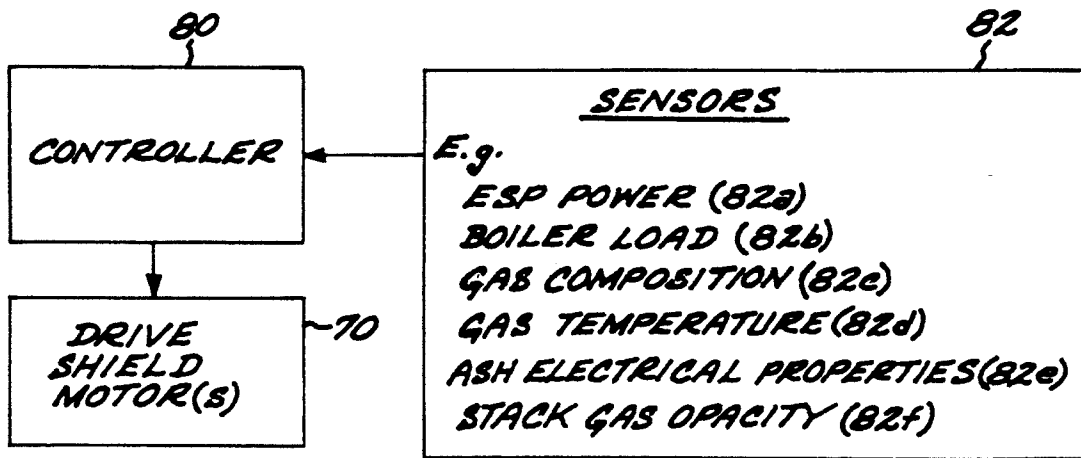 80
CONTROLLER
DRIVE
SHIELD
MOTOR(s)
70
82
SENSORS
E.g.
ESP POWER (82a)
BOILER LOAD (82b)
GAS COMPOSITION (82c)
GAS TEMPERATURE (82d)
ASH ELECTRICAL PROPERTIES (82e)
STACK GAS OPACITY (82f)